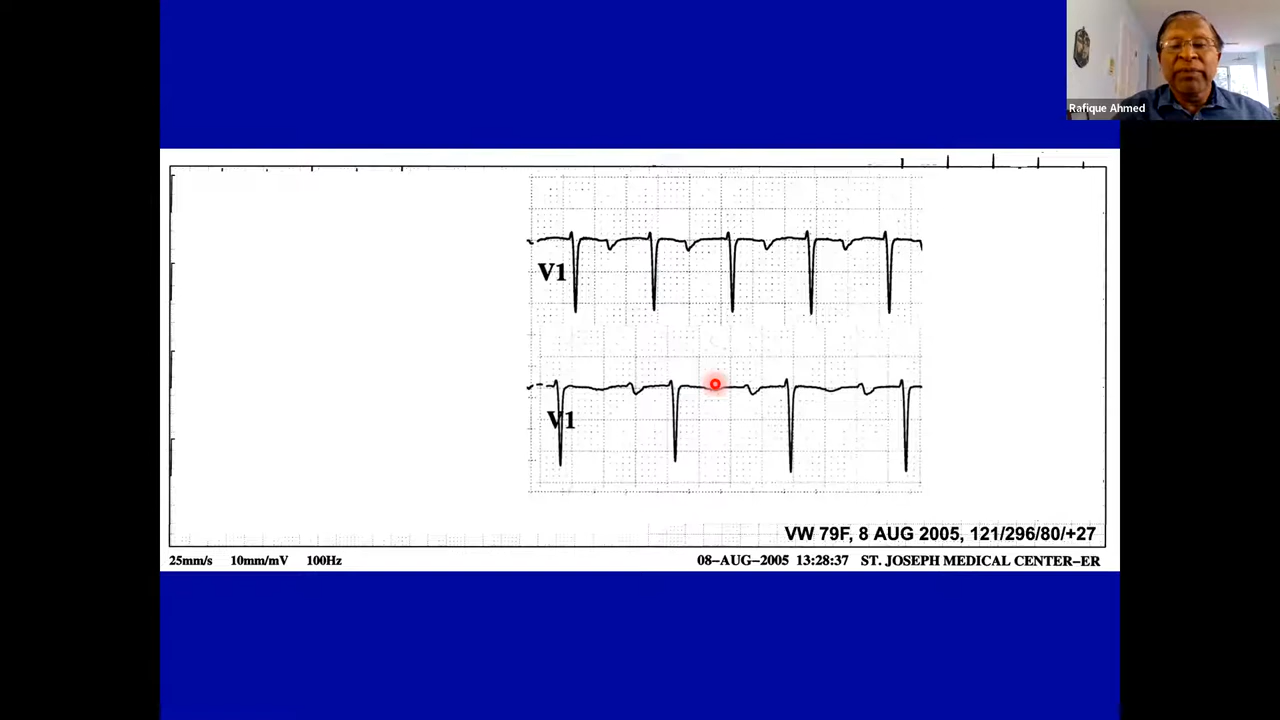 Rafique Ahmed
V1
V1
VW 79F, 8 AUG 2005, 121/296/80/+27
25mm/s 10mm/mV 100Hz 08-AUG-2005 13:28:37 ST. JOSEPH MEDICAL CENTER-ER